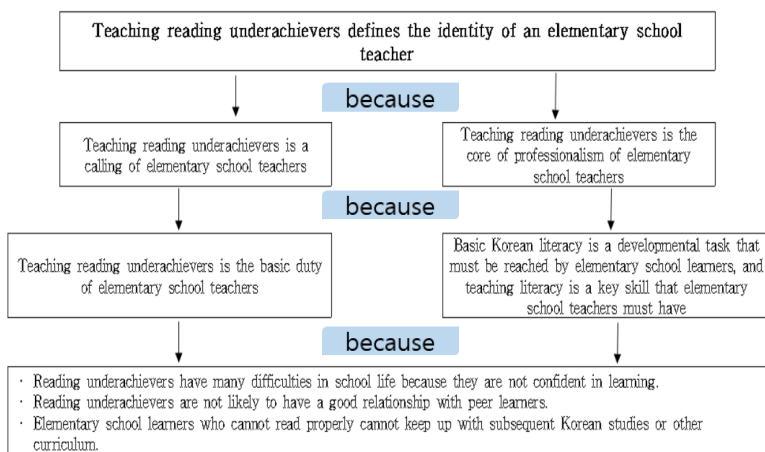 Teaching reading underachievers defines the identity of an elementary school
teacher
because
Teaching reading underachievers is a
calling of elementary school teachers
Teaching reading underachievers is the
core of professionalism of elementary
school teachers
because
Teaching reading underachievers is the basic duty
of elementary school teachers
Basic Korean literacy is a developmental task that
must be reached by elementary school learners, and
teaching literacy is a key skill that elementary
school teachers must have
because
· Reading underachievers have many difficulties in school life because they are not confident in learning.
· Reading underachievers are not likely to have a good relationship with peer learners.
· Elementary school learners who cannot read properly cannot keep up with subsequent Korean studies or other
curriculum.